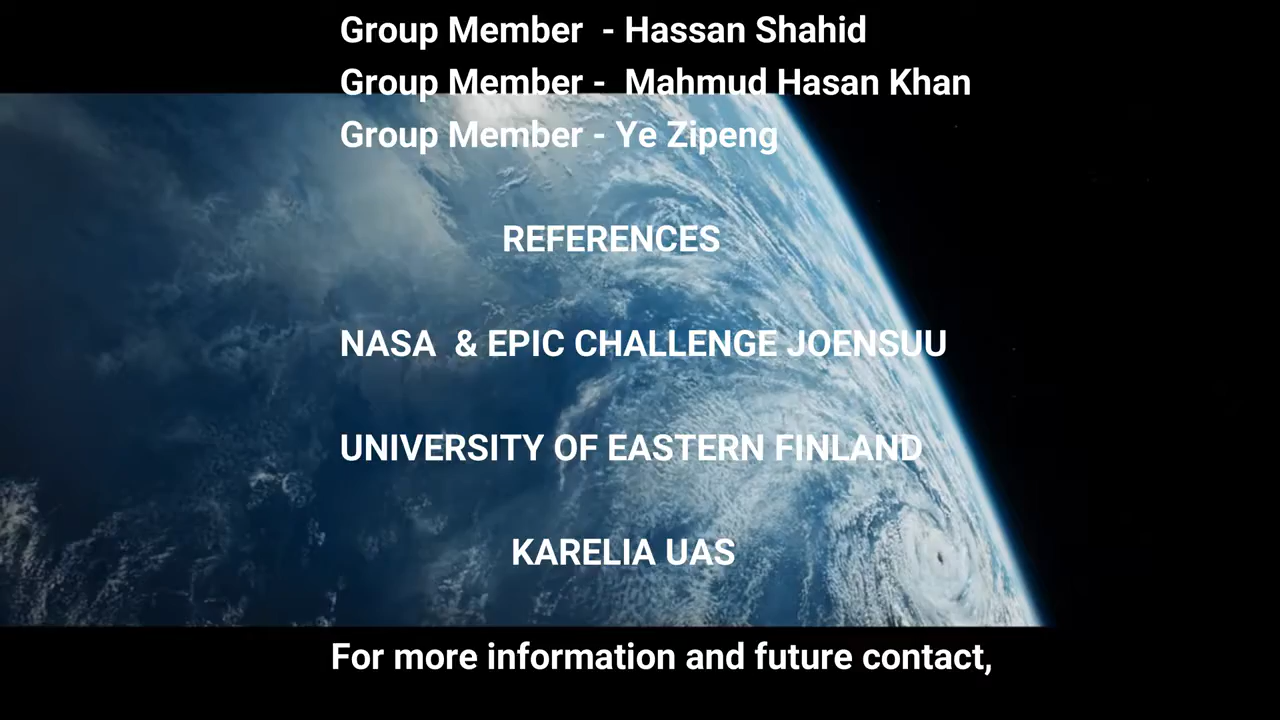 Group Member  - Hassan Shahid
Group Member -  Mahmud Hasan Khan
Group Member - Ye Zipeng
REFERENCES
NASA  & EPIC CHALLENGE JOENSUU
UNIVERSITY OF EASTERN FINLAND
KARELIA UAS
For more information and future contact,